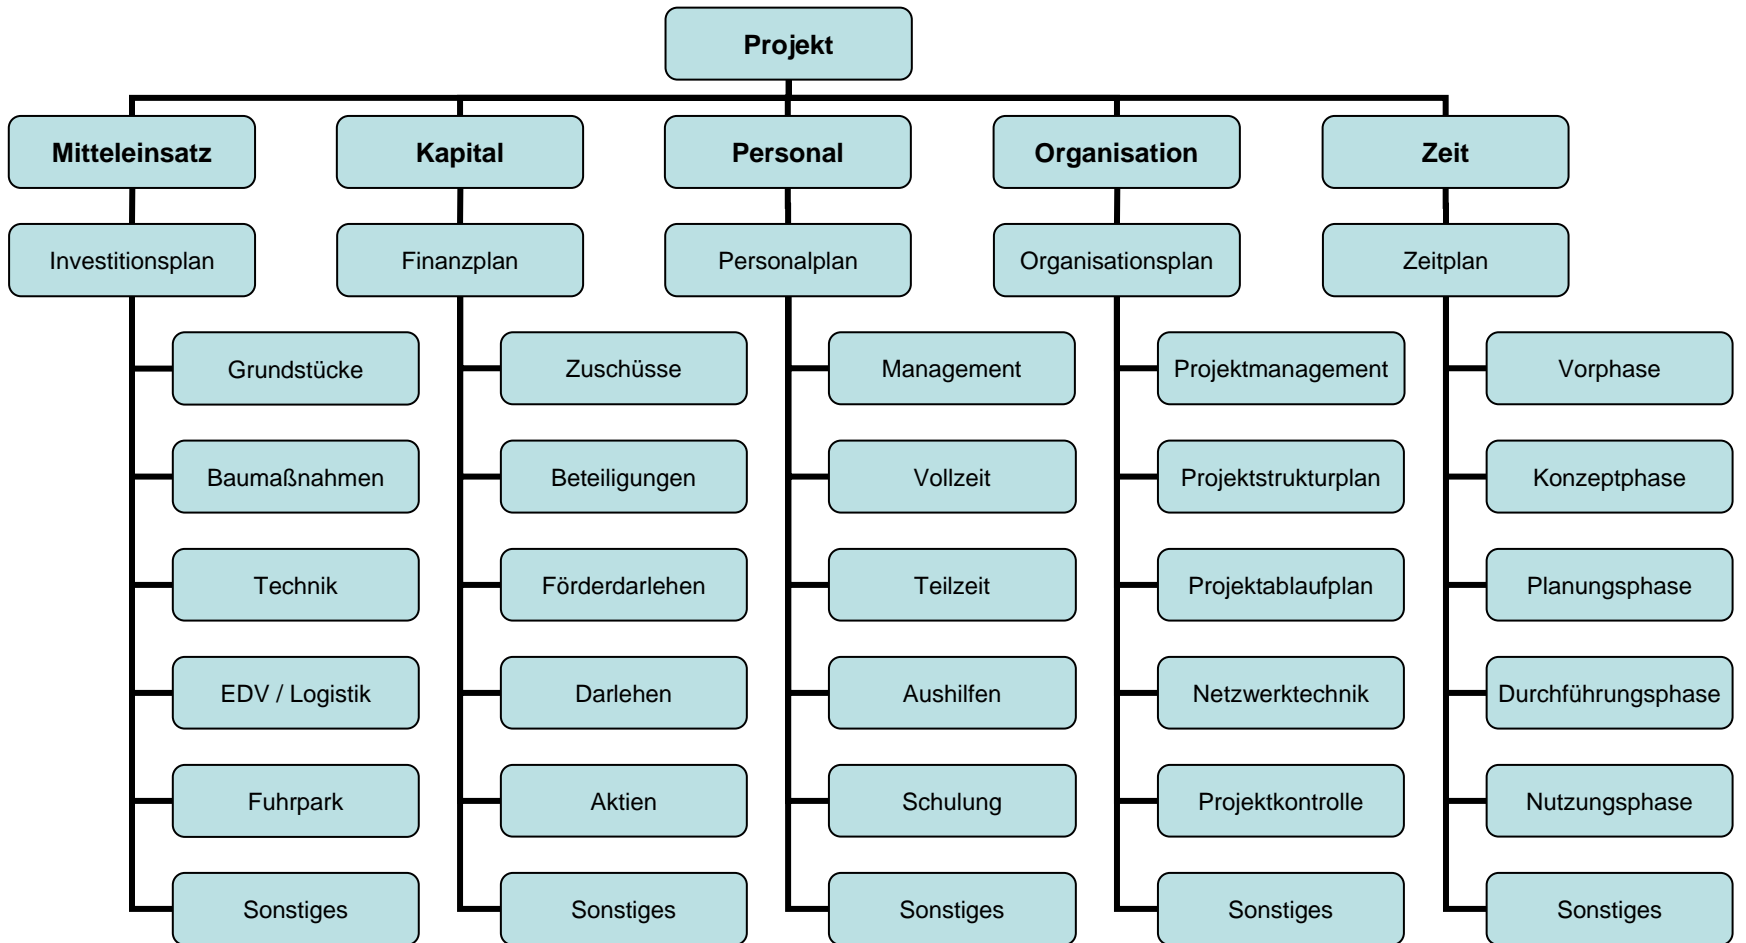 Projekt
Mitteleinsatz
Kapital
Personal
Organisation
Zeit
Investitionsplan
Finanzplan
Personalplan
Organisationsplan
Zeitplan
Grundstücke
Zuschüsse
Management
Projektmanagement
Vorphase
Baumaßnahmen
Beteiligungen
Vollzeit
Projektstrukturplan
Konzeptphase
Technik
Förderdarlehen
Teilzeit
Projektablaufplan
Planungsphase
EDV / Logistik
Darlehen
Aushilfen
Netzwerktechnik
Durchführungsphase
Fuhrpark
Aktien
Schulung
Projektkontrolle
Nutzungsphase
Sonstiges
Sonstiges
Sonstiges
Sonstiges
Sonstiges